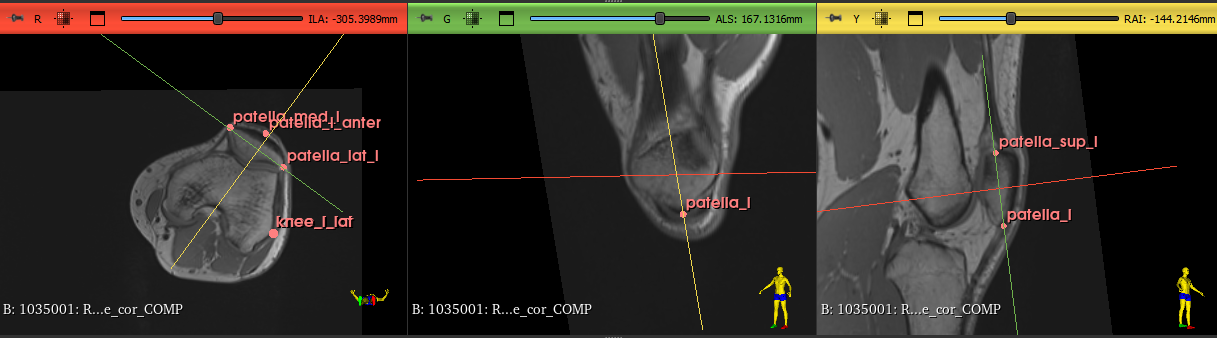 R ILA: -305.3989mm
G ALS: 167.1316mm
Y RAI: -144.2146mm
patella_med_l
patella_l_anter
patella_lat_l
knee_l_laf
patella_l
patella_sup_l
patella_l
B: 1035001: R...e_cor_COMP
B: 1035001: R...e_cor_COMP
B: 1035001: R...e_cor_COMP